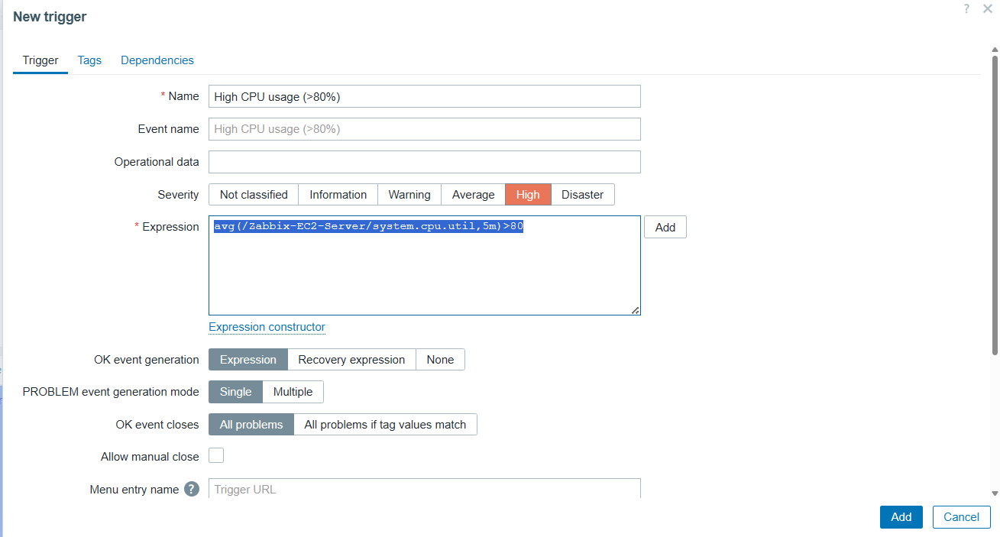 New trigger
? ×
Trigger Tags Dependencies
* Name High CPU usage (>80%)
Event name High CPU usage (>80%)
Operational data
Severity Not classified Information Warning Average High Disaster
* Expression avg(/Zabbix-EC2-Server/system.cpu.util,5m)>80 Add
Expression constructor
OK event generation Expression Recovery expression None
PROBLEM event generation mode Single Multiple
OK event closes All problems All problems if tag values match
Allow manual close
Menu entry name ? Trigger URL
Add Cancel